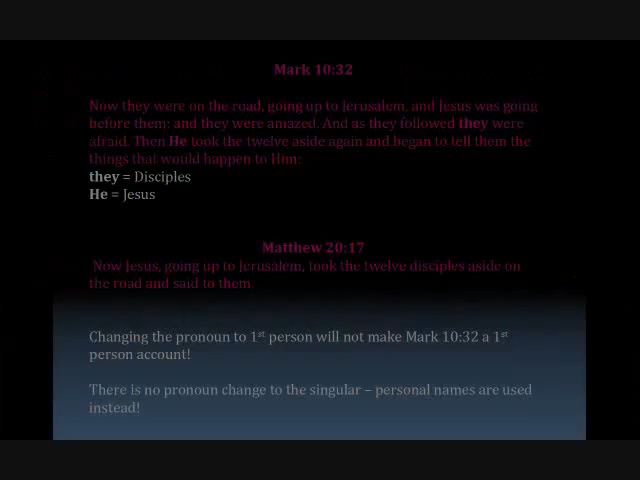 Mark 10:32
Now they were on the road, going up to Jerusalem, and Jesus was going
before them: and they were amazed. And as they followed they were
afraid. Then He took the twelve aside again and began to tell them the
things that would happen to Him:
they = Disciples
He = Jesus
Matthew 20:17
Now Jesus, going up to Jerusalem, took the twelve disciples aside on
the road and said to them
Changing the pronoun to 1st person will not make Mark 10:32 a 1st
person account!
There is no pronoun change to the singular – personal names are used
instead!